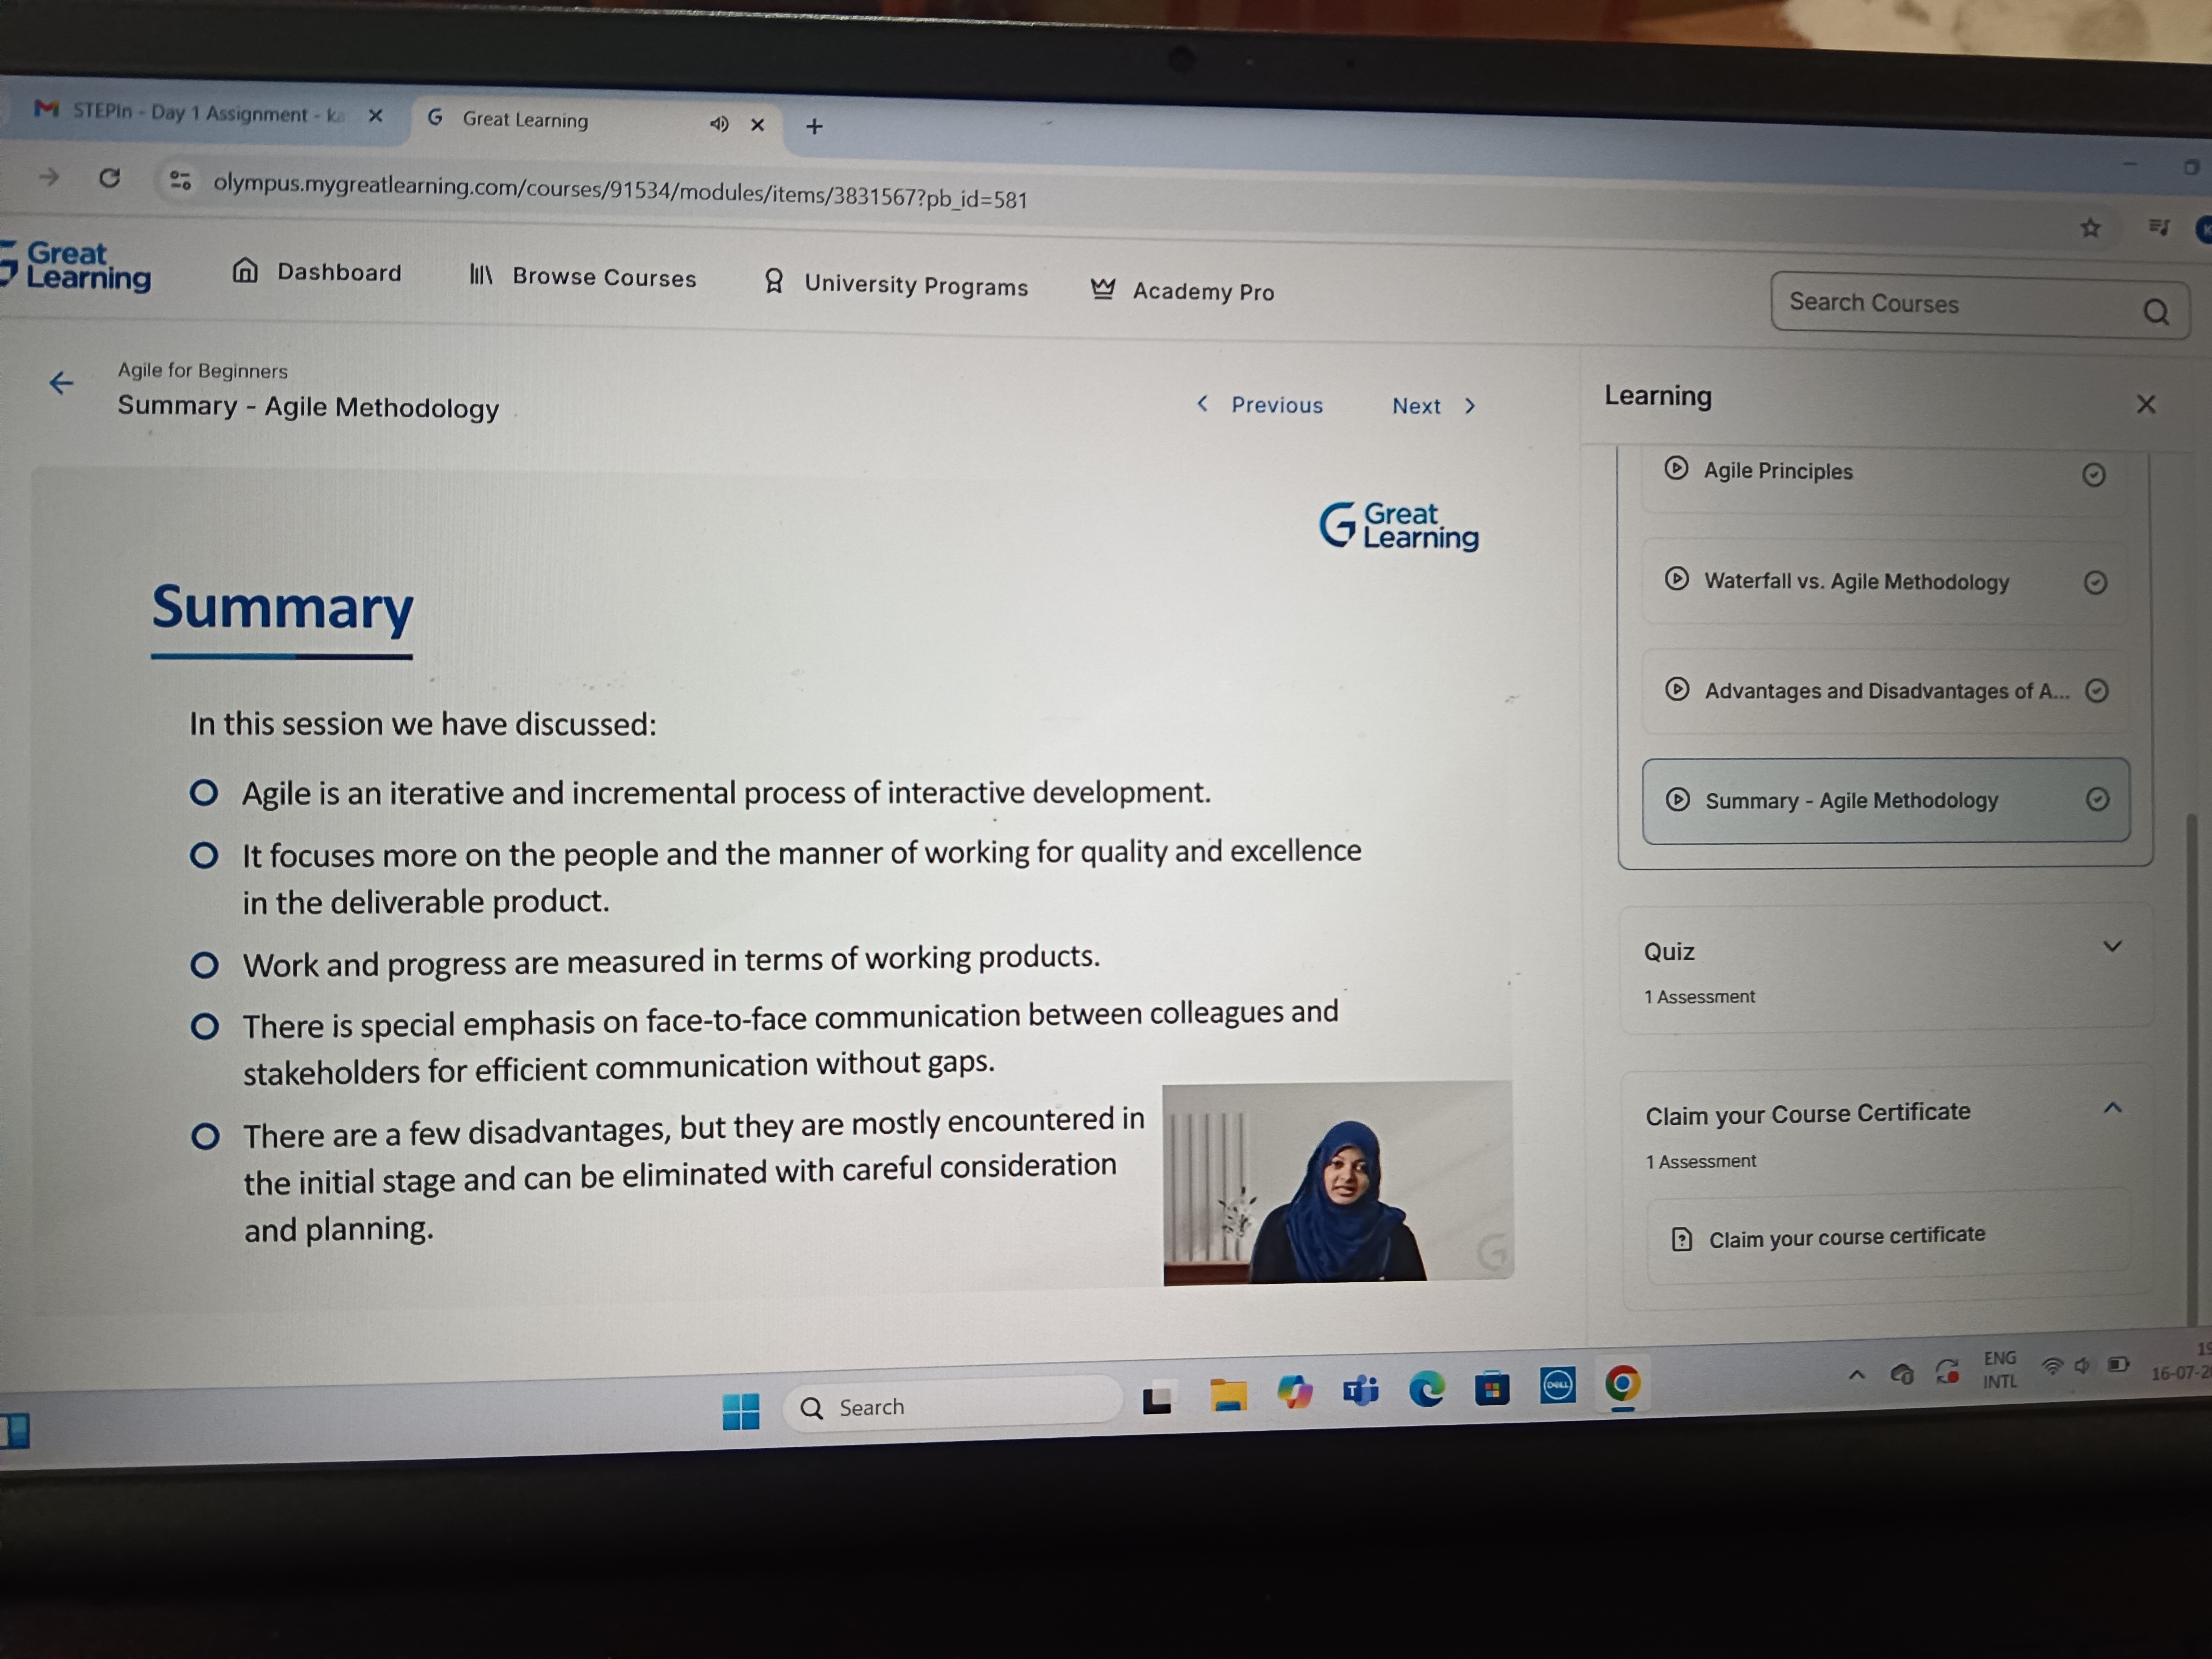 STEPIn - Day 1 Assignment -
Great Learning
olympus.mygreatlearning.com/courses/91534/modules/items/3831567?pb_id=581
Great
Learning
Dashboard
Browse Courses
University Programs
Academy Pro
Search Courses
Agile for Beginners
Summary - Agile Methodology
Previous
Next
Great
Learning
Summary
In this session we have discussed:
Agile is an iterative and incremental process of interactive development.
It focuses more on the people and the manner of working for quality and excellence
in the deliverable product.
Work and progress are measured in terms of working products.
There is special emphasis on face-to-face communication between colleagues and
stakeholders for efficient communication without gaps.
There are a few disadvantages, but they are mostly encountered in
the initial stage and can be eliminated with careful consideration
and planning.
Learning
Agile Principles
Waterfall vs. Agile Methodology
Advantages and Disadvantages of A...
Summary - Agile Methodology
Quiz
1 Assessment
Claim your Course Certificate
1 Assessment
Claim your course certificate
Search
DELL
ENG
INTL